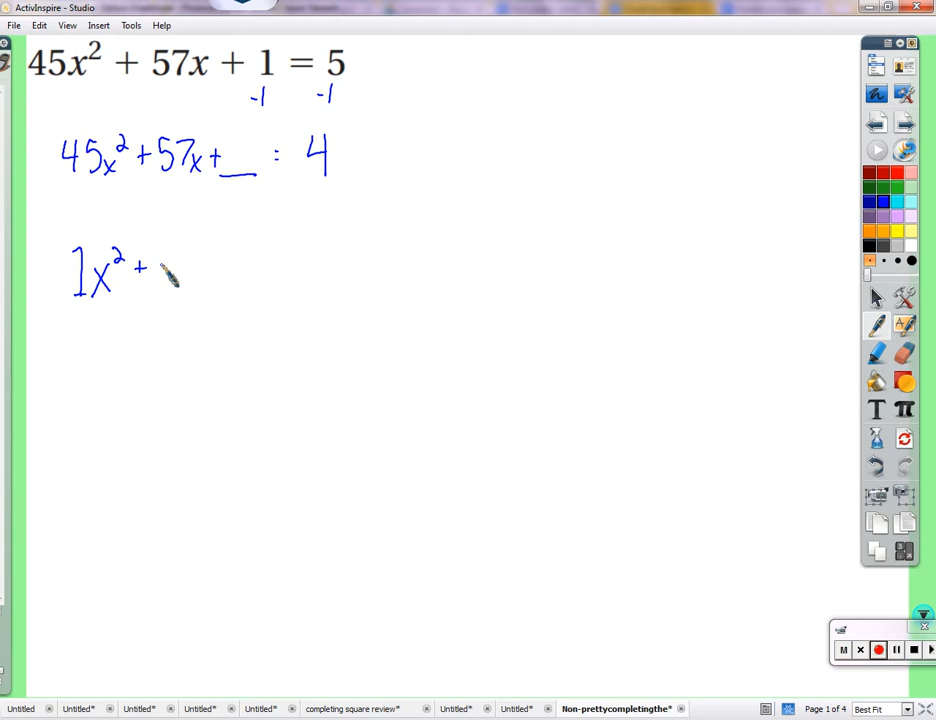 ActivInspire - Studio
File Edit View Insert Tools Help
45x² + 57x + 1 = 5
-1 -1
45x² + 57x + __ = 4
1x² +
T π
M
Page 1 of 4 Best Fit
Untitled Untitled* Untitled* Untitled* Untitled* completing square review* Untitled* Untitled* Non-prettycompletingthe*